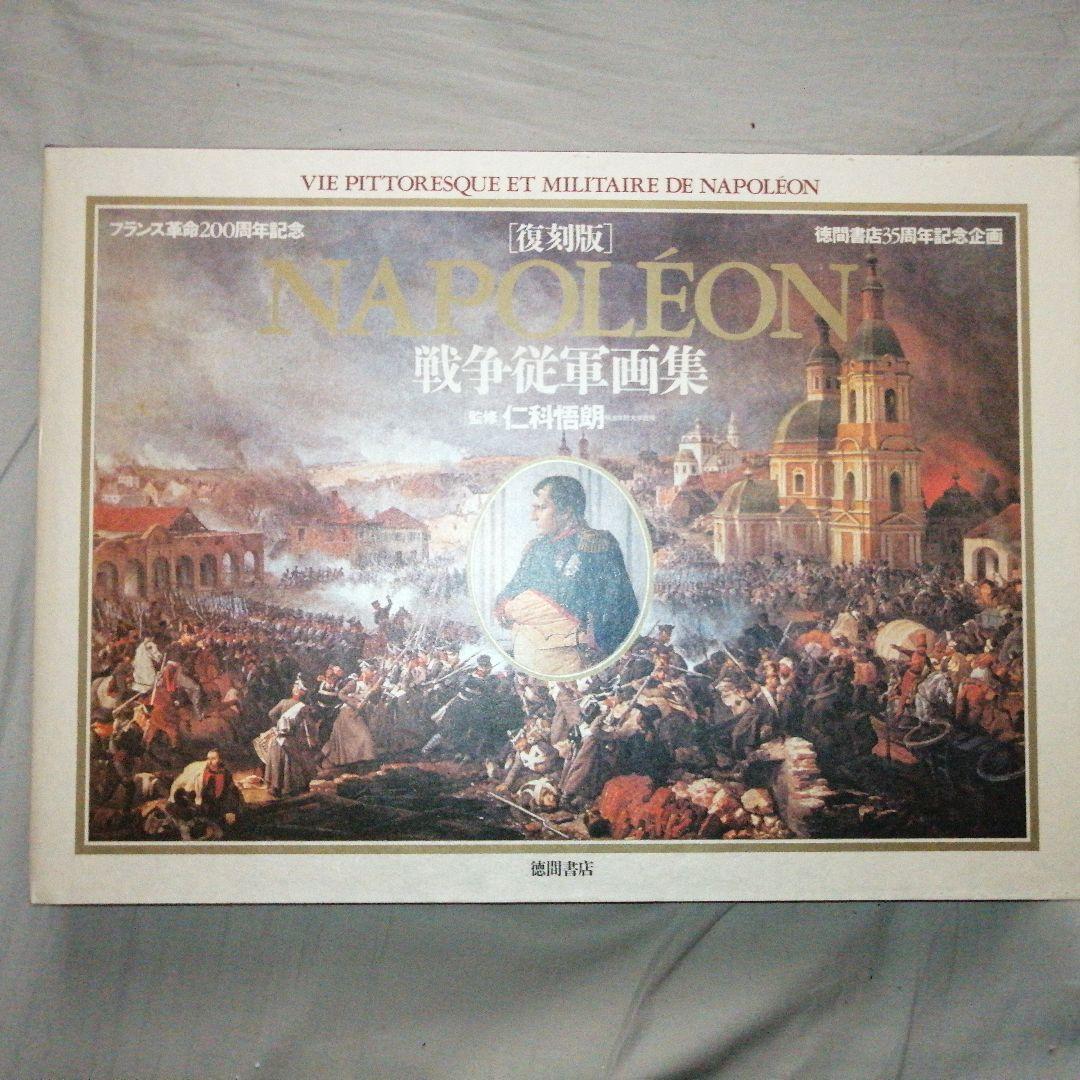 VIE PITTORESQUE ET MILITAIRE DE NAPOLÉON
フランス革命200周年記念
[復刻版]
徳間書店35周年記念企画
NAPOLÉON
戦争・従軍画集
監修 仁科悟朗
徳間書店